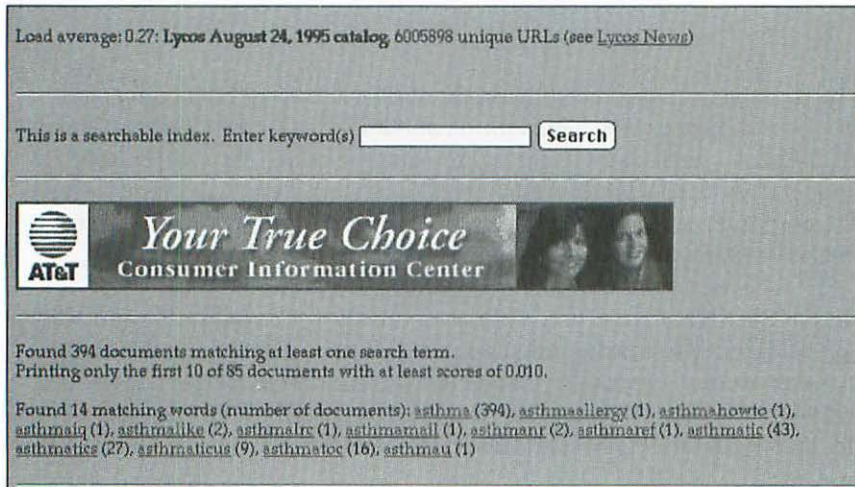 Load average: 0.27: Lycos August 24, 1995 catalog, 6005898 unique URLs (see Lycos News)
This is a searchable index. Enter keyword(s) Search
Your True Choice
AT&T Consumer Information Center
Found 394 documents matching at least one search term.
Printing only the first 10 of 85 documents with at least scores of 0.010.
Found 14 matching words (number of documents): asthma (394), asthmaallergy (1), asthmahowto (1),
asthmaiq (1), asthmalike (2), asthmalrc (1), asthmamail (1), asthmanr (2), asthmaref (1), asthmatic (43),
asthmatics (27), asthmaticus (9), asthmatoc (16), asthmau (1)